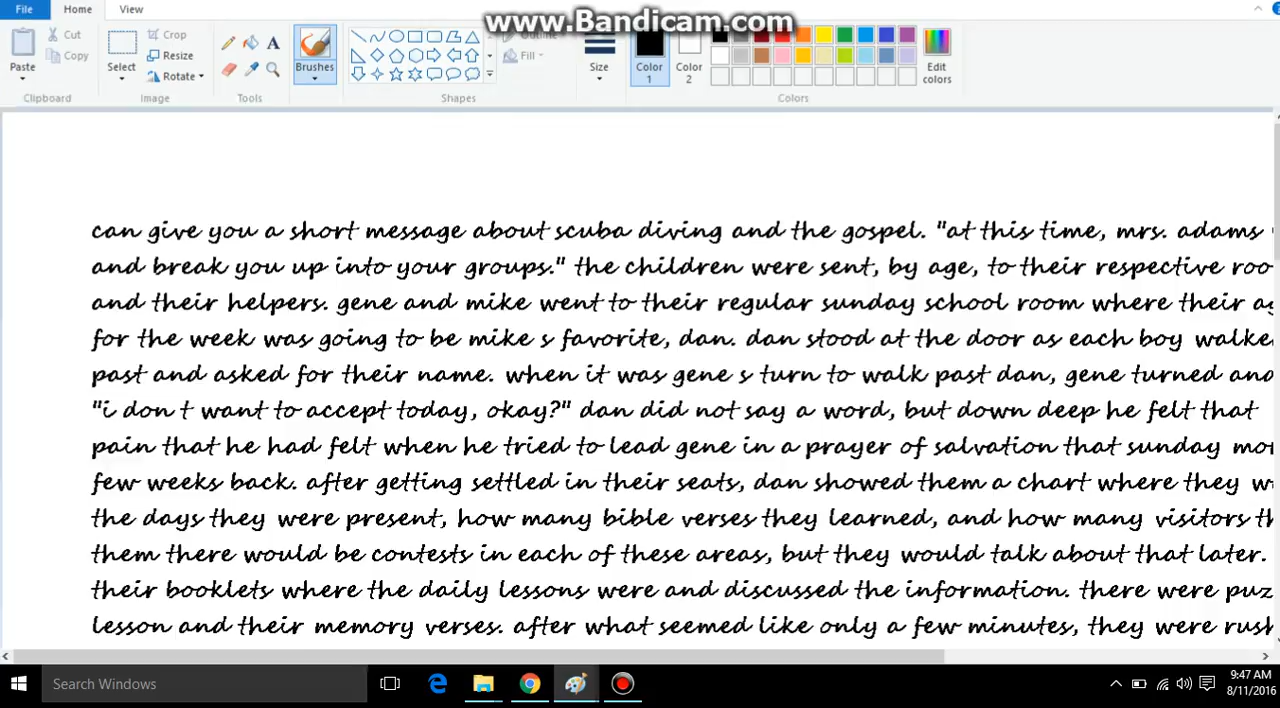 www.Bandicam.com
File Home View
Paste Cut Copy Select Crop Resize Rotate Brushes Outline Fill Size Color 1 Color 2 Edit colors
Clipboard Image Tools Shapes Colors
can give you a short message about scuba diving and the gospel. "at this time, mrs. adams
and break you up into your groups." the children were sent, by age, to their respective roo
and their helpers. gene and mike went to their regular sunday school room where their ag
for the week was going to be mike s favorite, dan. dan stood at the door as each boy walke
past and asked for their name. when it was gene s turn to walk past dan, gene turned and
"i don t want to accept today, okay?" dan did not say a word, but down deep he felt that
pain that he had felt when he tried to lead gene in a prayer of salvation that sunday mor
few weeks back. after getting settled in their seats, dan showed them a chart where they w
the days they were present, how many bible verses they learned, and how many visitors th
them there would be contests in each of these areas, but they would talk about that later.
their booklets where the daily lessons were and discussed the information. there were puz
lesson and their memory verses. after what seemed like only a few minutes, they were rush
Search Windows
9:47 AM
8/11/2016